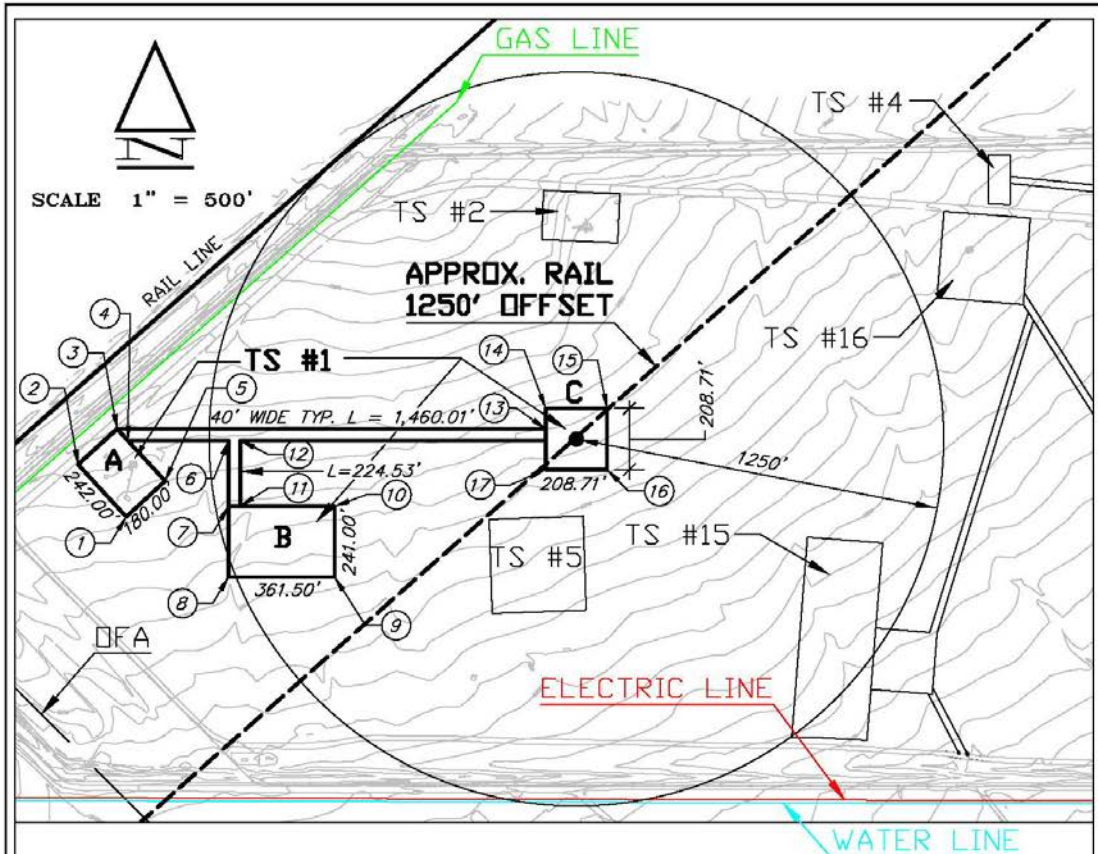 GAS LINE
TS #4
N
SCALE 1" = 500'
RAIL LINE
TS #2
APPROX. RAIL
1250' OFFSET
TS #16
4
3
2
TS #1
5
14
15
C
13
40' WIDE TYP. L = 1,460.01'
208.71'
A
1250'
6
12
L=224.53'
17
208.71'
16
242.00'
180.00'
11
10
1
7
B
241.00'
TS #5
TS #15
8
361.50'
9
OFA
ELECTRIC LINE
WATER LINE